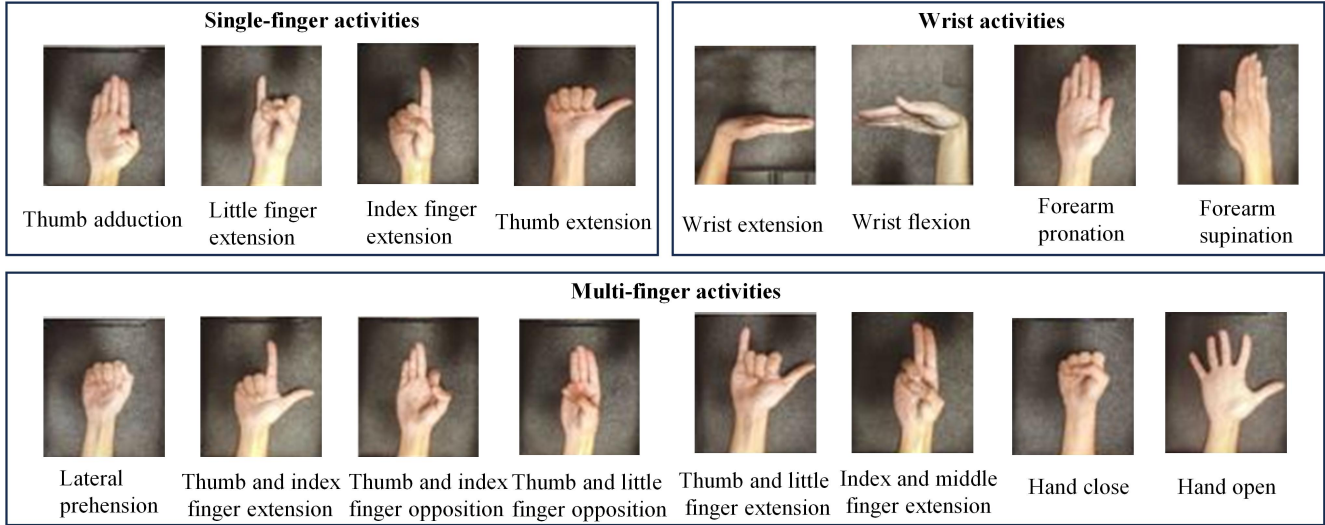 Single-finger activities
Thumb adduction
Little finger
extension
Index finger
extension
Thumb extension
Wrist activities
Wrist extension
Wrist flexion
Forearm
pronation
Forearm
supination
Multi-finger activities
Lateral
prehension
Thumb and index
finger extension
Thumb and index
finger opposition
Thumb and little
finger opposition
Thumb and little
finger extension
Index and middle
finger extension
Hand close
Hand open